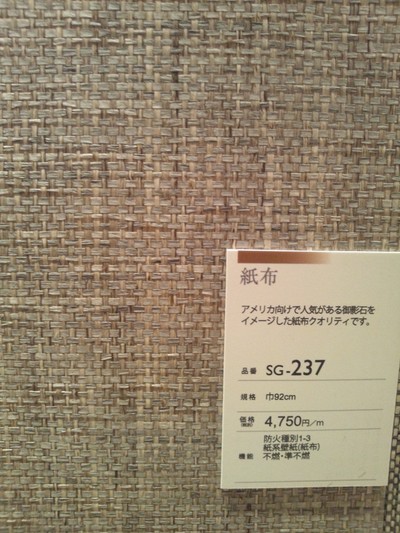 紙布
アメリカ向けで人気がある御影石を
イメージした紙布クオリティです。
品番 SG-237
規格 巾92cm
価格 4,750円/m
防火種別1-3
紙系壁紙(紙布)
機能 不燃・準不燃